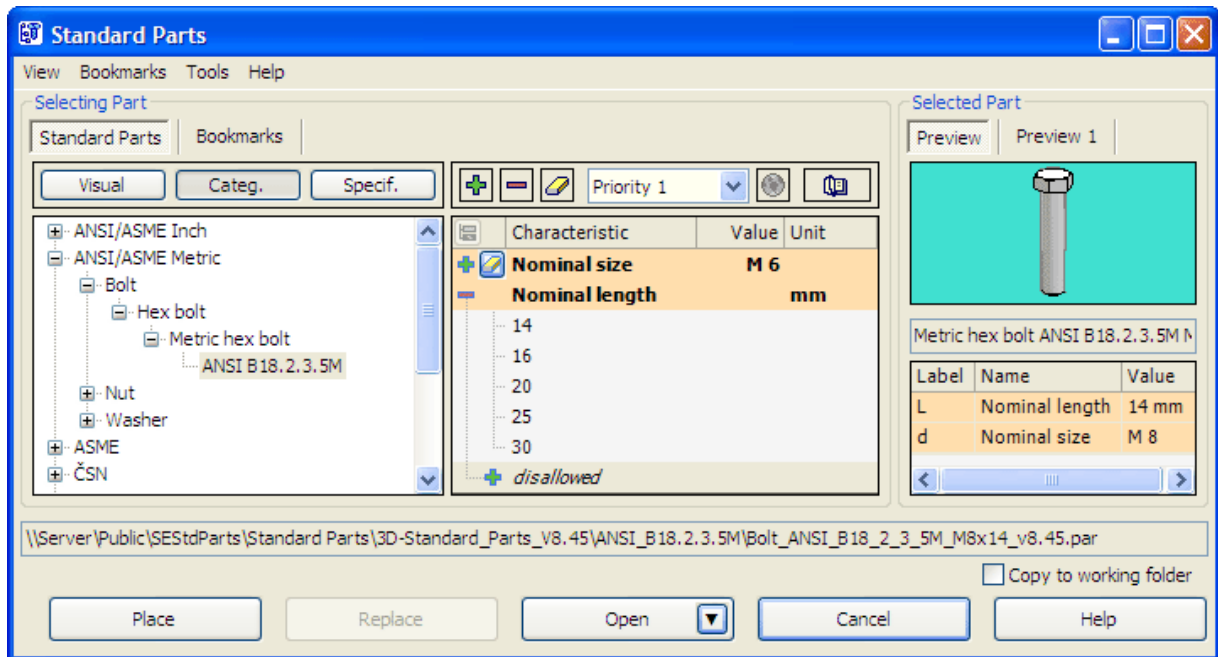 Standard Parts
View Bookmarks Tools Help
Selecting Part
Standard Parts Bookmarks
Visual Categ. Specif.
ANSI/ASME Inch
ANSI/ASME Metric
Bolt
Hex bolt
Metric hex bolt
ANSI B18.2.3.5M
Nut
Washer
ASME
ČSN
Priority 1
Characteristic Value Unit
Nominal size M 6
Nominal length mm
14
16
20
25
30
disallowed
Selected Part
Preview Preview 1
Metric hex bolt ANSI B18.2.3.5M
Label Name Value
L Nominal length 14 mm
d Nominal size M 8
\\Server\Public\SEStdParts\Standard Parts\3D-Standard_Parts_V8.45\ANSI_B18.2.3.5M\Bolt_ANSI_B18_2_3_5M_M8x14_v8.45.par
Copy to working folder
Place Replace Open Cancel Help